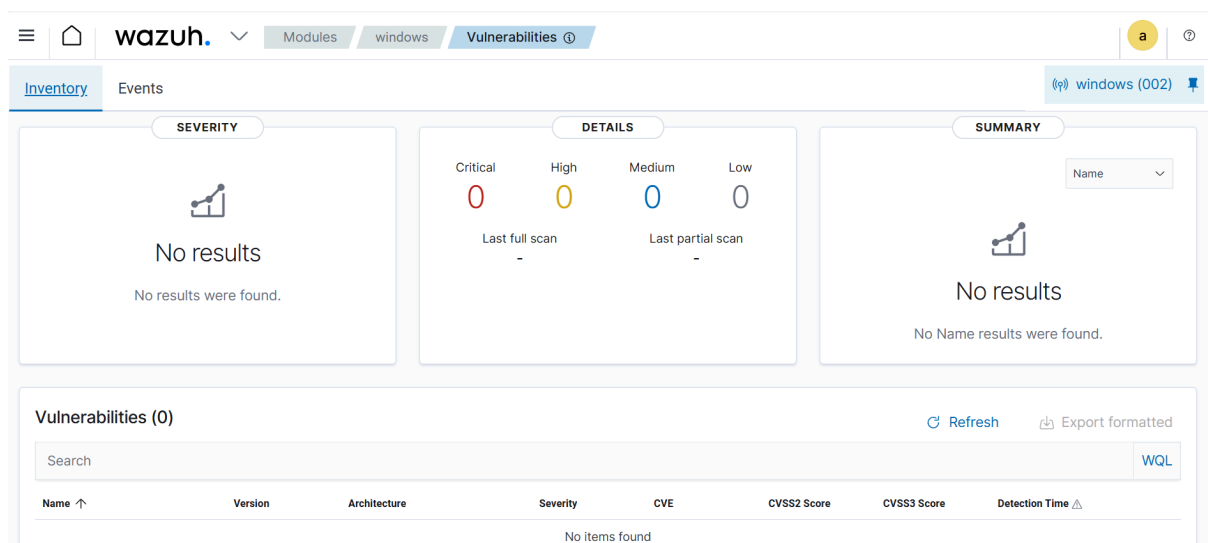 wazuh. Modules windows Vulnerabilities a
Inventory Events windows (002)
SEVERITY DETAILS SUMMARY
Critical High Medium Low Name
0 0 0 0
Last full scan Last partial scan
- -
No results No results
No results were found. No Name results were found.
Vulnerabilities (0) Refresh Export formatted
Search WQL
Name Version Architecture Severity CVE CVSS2 Score CVSS3 Score Detection Time
No items found